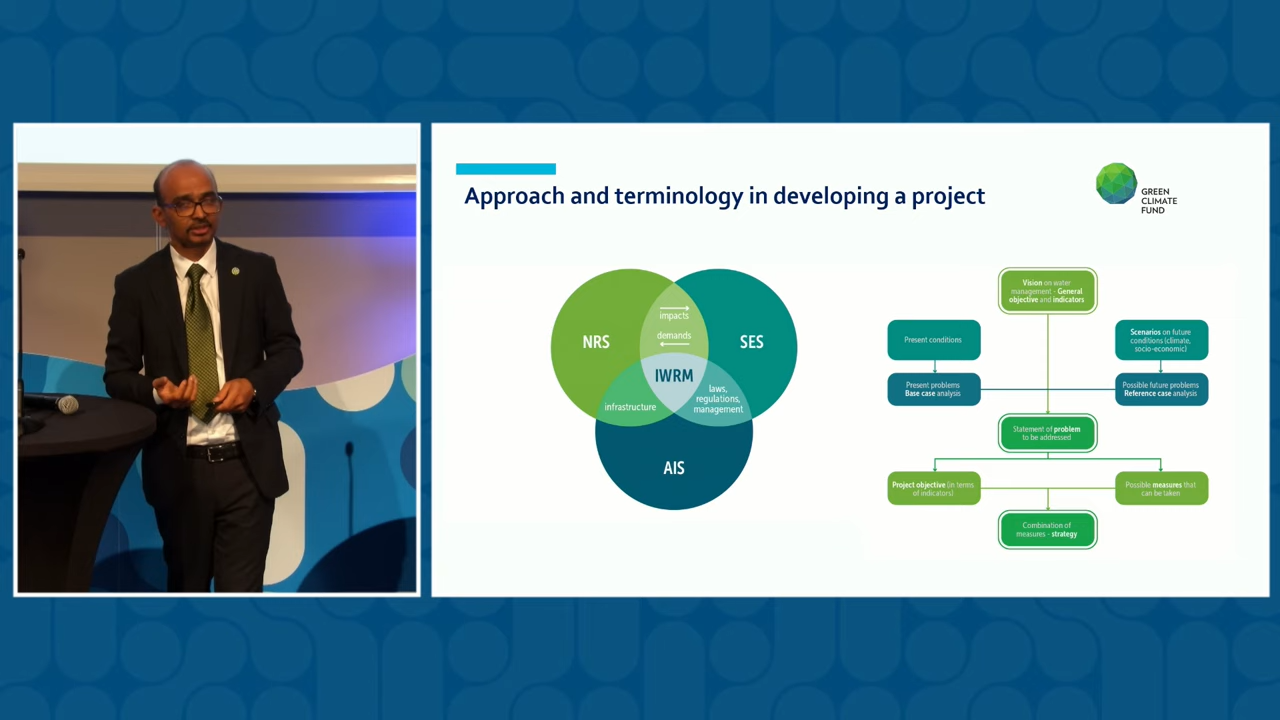 Approach and terminology in developing a project
GREEN
CLIMATE
FUND
impacts
demands
NRS
SES
IWRM
infrastructure
laws,
regulations,
management
AIS
Vision on water
management - General
objective and indicators
Present conditions
Scenarios on future
conditions (climate,
socio-economic)
Present problems
Base case analysis
Possible future problems
Reference case analysis
Statement of problem
to be addressed
Project objective (in terms
of indicators)
Possible measures that
can be taken
Combination of
measures - strategy